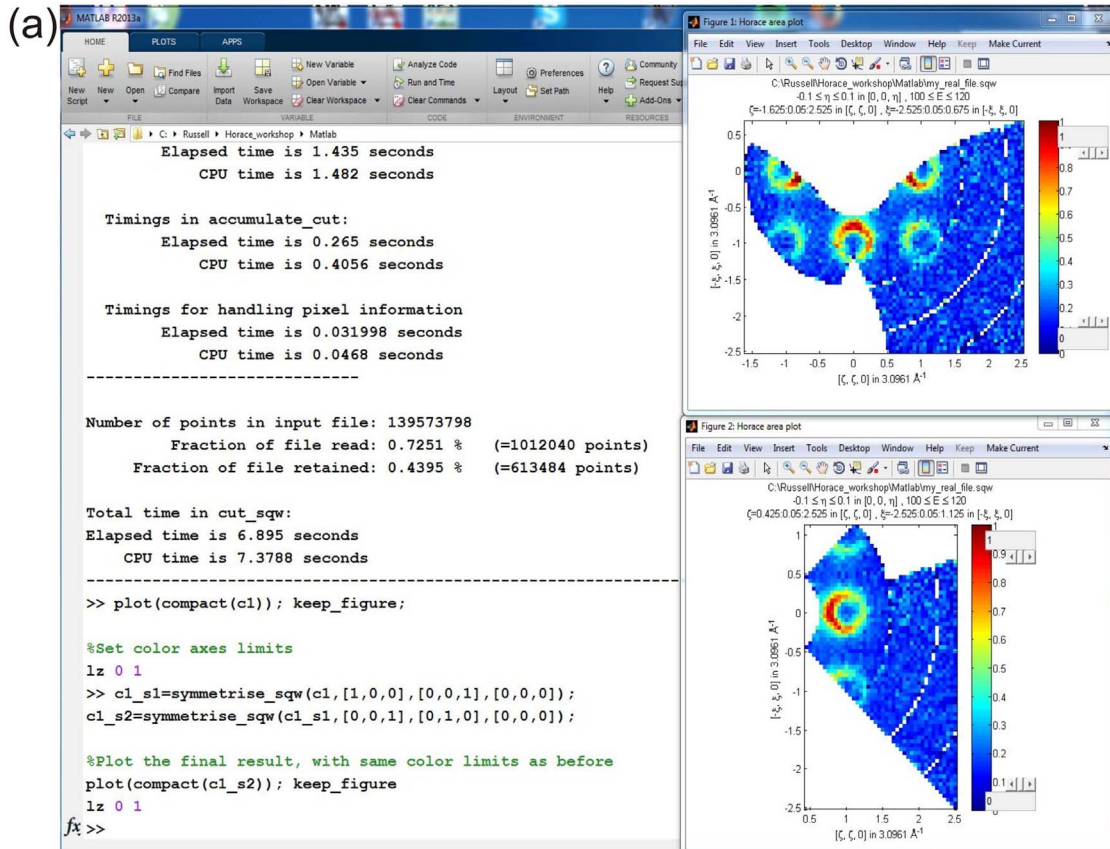 (a)
MATLAB R2013a
HOME PLOTS APPS
New Script
New
Open
Find Files
Compare
Import Data
Save Workspace
New Variable
Open Variable
Clear Workspace
Analyze Code
Run and Time
Clear Commands
Layout
Preferences
Set Path
Help
Community
Request Sup
Add-Ons
FILE VARIABLE CODE ENVIRONMENT RESOURCES
C: Russell Horace_workshop Matlab
Elapsed time is 1.435 seconds
CPU time is 1.482 seconds
Timings in accumulate_cut:
Elapsed time is 0.265 seconds
CPU time is 0.4056 seconds
Timings for handling pixel information
Elapsed time is 0.031998 seconds
CPU time is 0.0468 seconds
-----------------------------
Number of points in input file: 139573798
Fraction of file read: 0.7251 % (=1012040 points)
Fraction of file retained: 0.4395 % (=613484 points)
Total time in cut_sqw:
Elapsed time is 6.895 seconds
CPU time is 7.3788 seconds
--------------------------------------------------------------------
>> plot(compact(c1)); keep_figure;
%Set color axes limits
lz 0 1
>> c1_s1=symmetrise_sqw(c1,[1,0,0],[0,0,1],[0,0,0]);
c1_s2=symmetrise_sqw(c1_s1,[0,0,1],[0,1,0],[0,0,0]);
%Plot the final result, with same color limits as before
plot(compact(c1_s2)); keep_figure
lz 0 1
fx >>
Figure 1: Horace area plot
File Edit View Insert Tools Desktop Window Help Keep Make Current
C:\Russell\Horace_workshop\Matlab\my_real_file.sqw
-0.1 ≤ η ≤ 0.1 in [0, 0, η] , 100 ≤ E ≤ 120
ζ=-1.625:0.05:2.525 in [ζ, ζ, 0] , ξ=-2.525:0.05:0.675 in [-ξ, ξ, 0]
0.5
0
-0.5
-1
-1.5
-2
-2.5
[-ξ, ξ, 0] in 3.0961 Å-1
-1.5 -1 -0.5 0 0.5 1 1.5 2 2.5
[ζ, ζ, 0] in 3.0961 Å-1
1
1
0.8
0.7
0.6
0.5
0.4
0.3
0.2
0
0
Figure 2: Horace area plot
File Edit View Insert Tools Desktop Window Help Keep Make Current
C:\Russell\Horace_workshop\Matlab\my_real_file.sqw
-0.1 ≤ η ≤ 0.1 in [0, 0, η] , 100 ≤ E ≤ 120
ζ=0.425:0.05:2.525 in [ζ, ζ, 0] , ξ=-2.525:0.05:1.125 in [-ξ, ξ, 0]
1
0.5
0
-0.5
-1
-1.5
-2
-2.5
[-ξ, ξ, 0] in 3.0961 Å-1
0.5 1 1.5 2 2.5
[ζ, ζ, 0] in 3.0961 Å-1
1
1
0.9
0.8
0.7
0.6
0.5
0.4
0.3
0.2
0.1
0